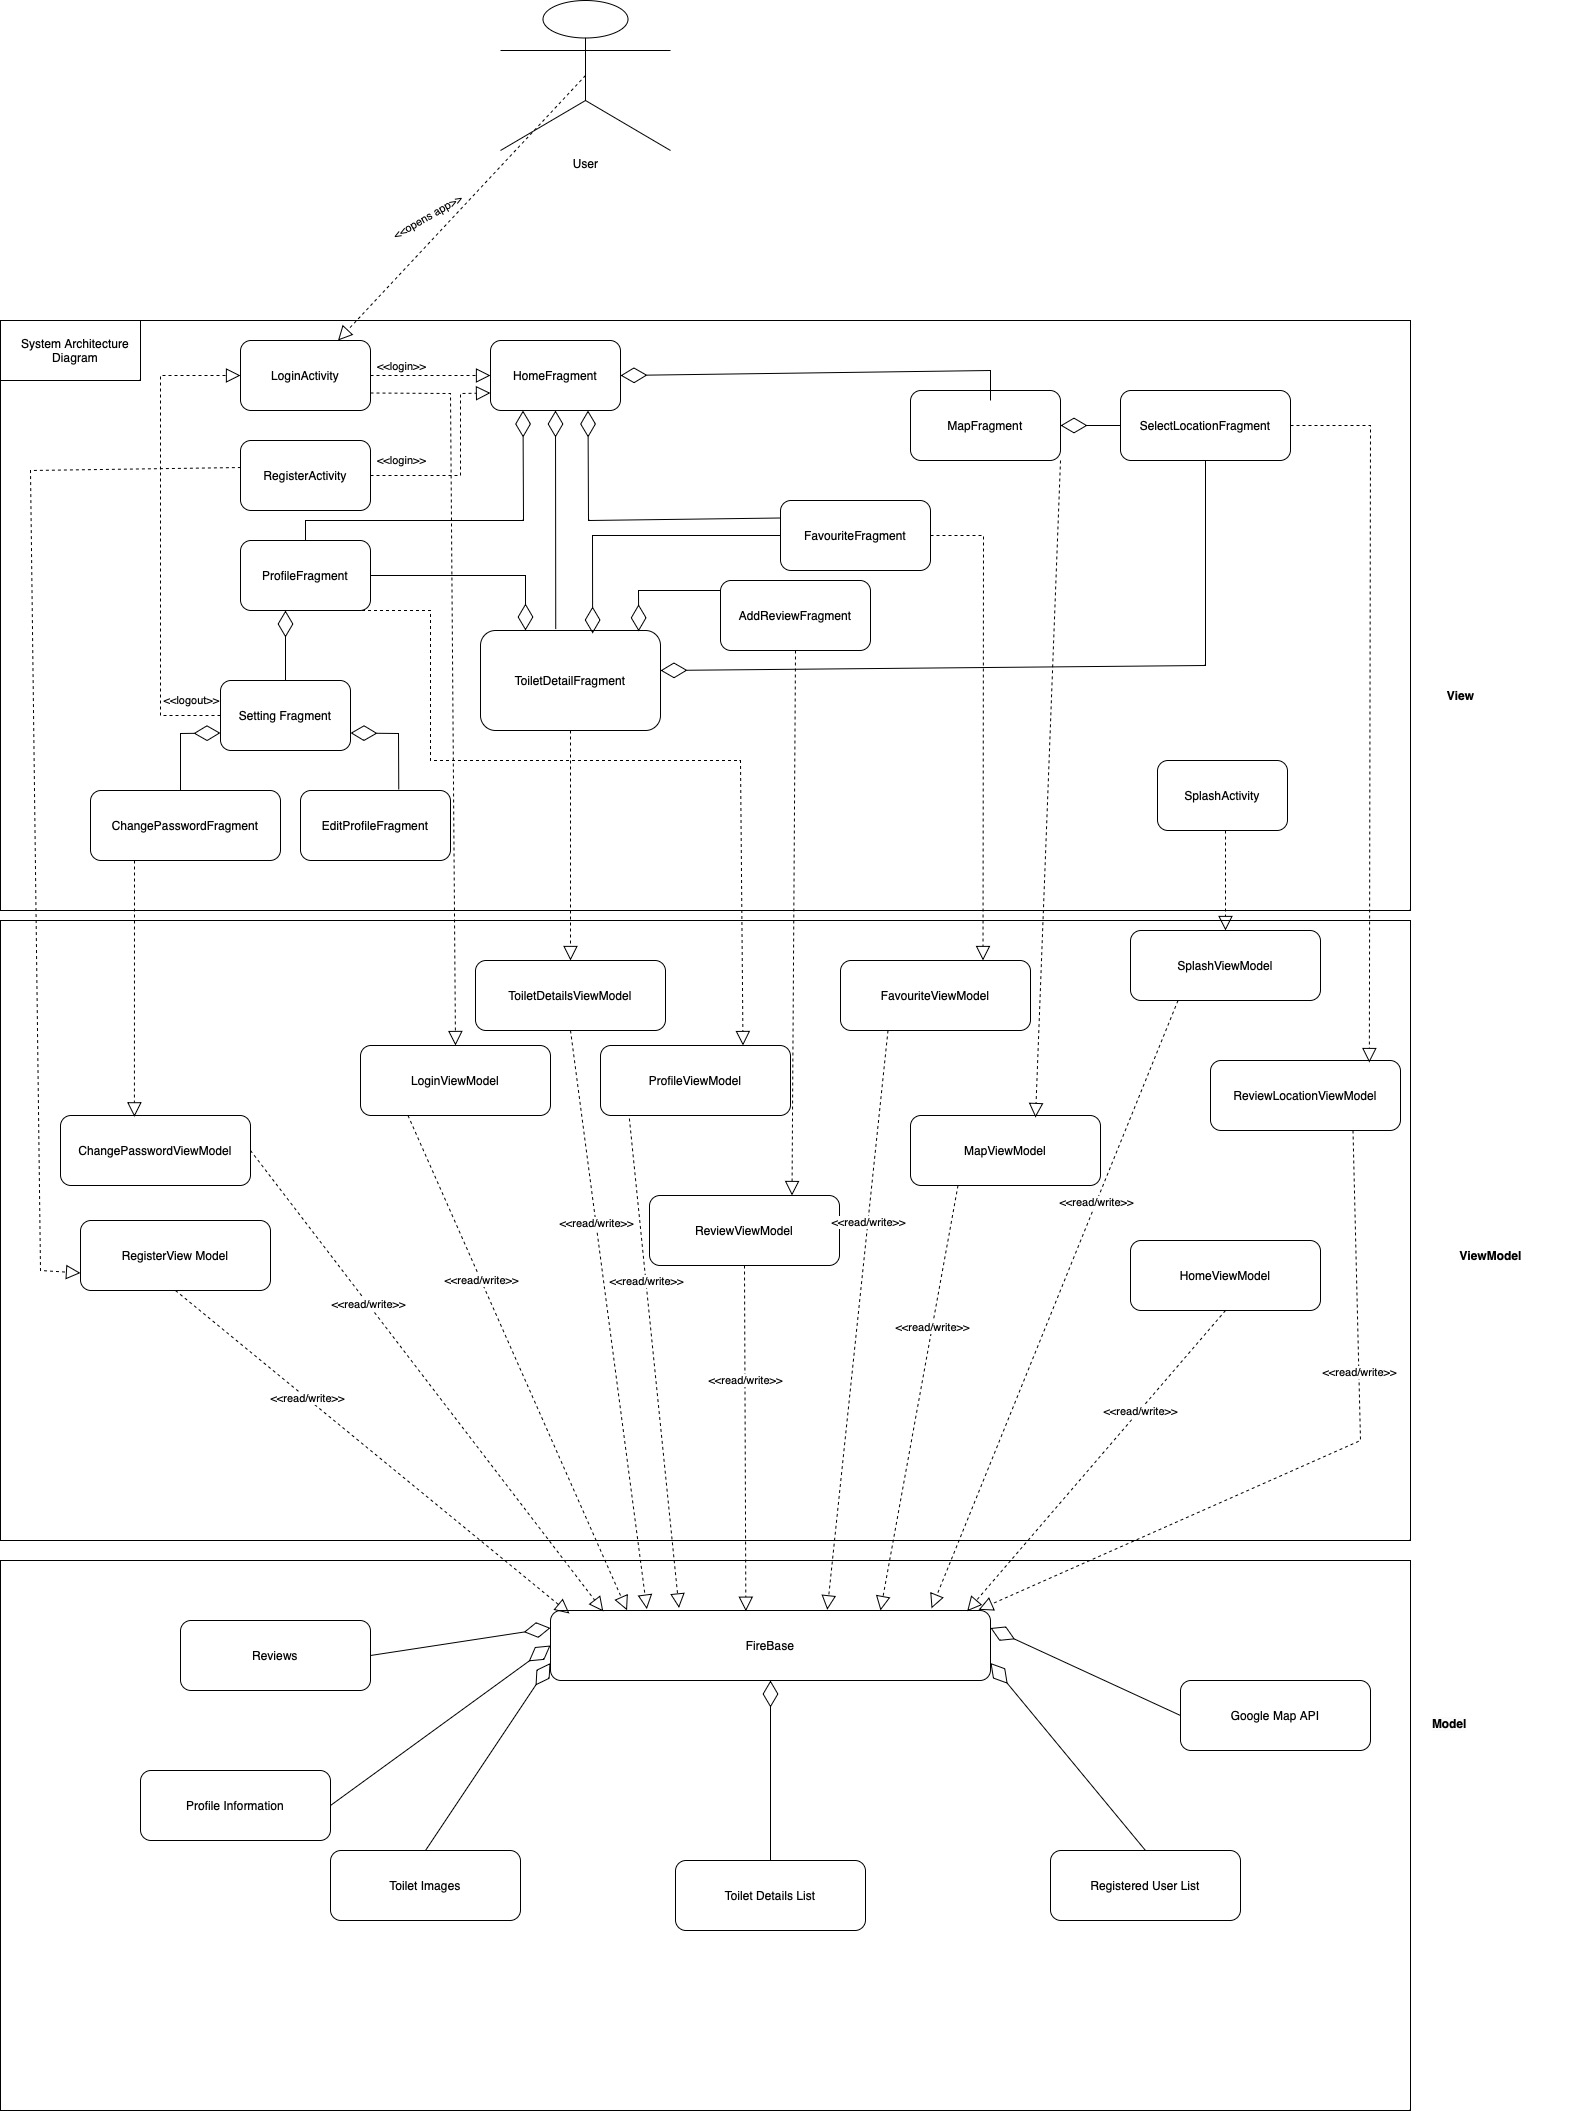 User
<<opens app>>
System Architecture
Diagram
LoginActivity
<<login>>
HomeFragment
MapFragment
SelectLocationFragment
RegisterActivity
<<login>>
FavouriteFragment
ProfileFragment
AddReviewFragment
ToiletDetailFragment
View
<<logout>>
Setting Fragment
SplashActivity
ChangePasswordFragment
EditProfileFragment
SplashViewModel
ToiletDetailsViewModel
FavouriteViewModel
LoginViewModel
ProfileViewModel
ReviewLocationViewModel
ChangePasswordViewModel
MapViewModel
<<read/write>>
<<read/write>>
ReviewViewModel
<<read/write>>
RegisterView Model
ViewModel
HomeViewModel
<<read/write>>
<<read/write>>
<<read/write>>
<<read/write>>
<<read/write>>
<<read/write>>
<<read/write>>
<<read/write>>
FireBase
Reviews
Google Map API
Model
Profile Information
Toilet Images
Toilet Details List
Registered User List